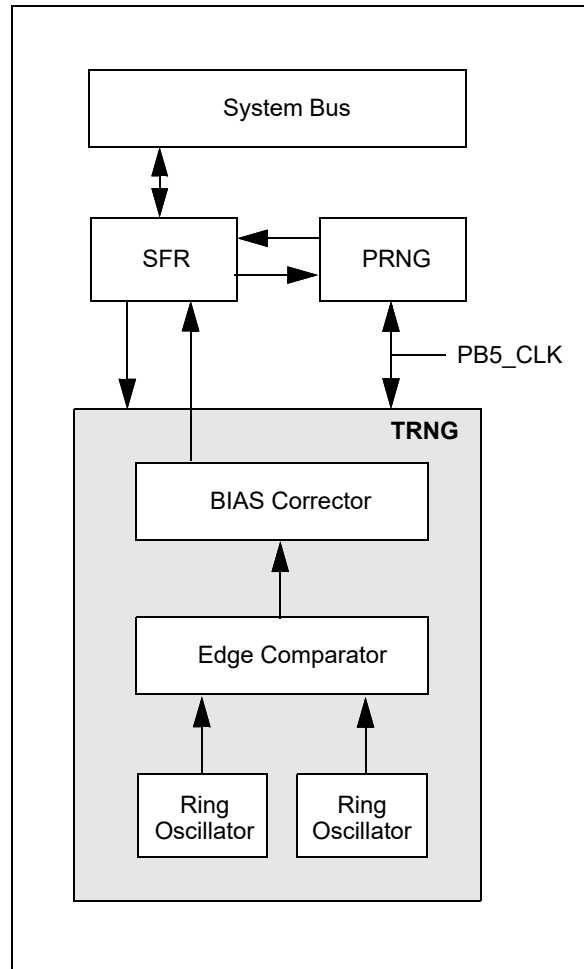 System Bus
SFR
PRNG
PB5_CLK
TRNG
BIAS Corrector
Edge Comparator
Ring
Oscillator
Ring
Oscillator